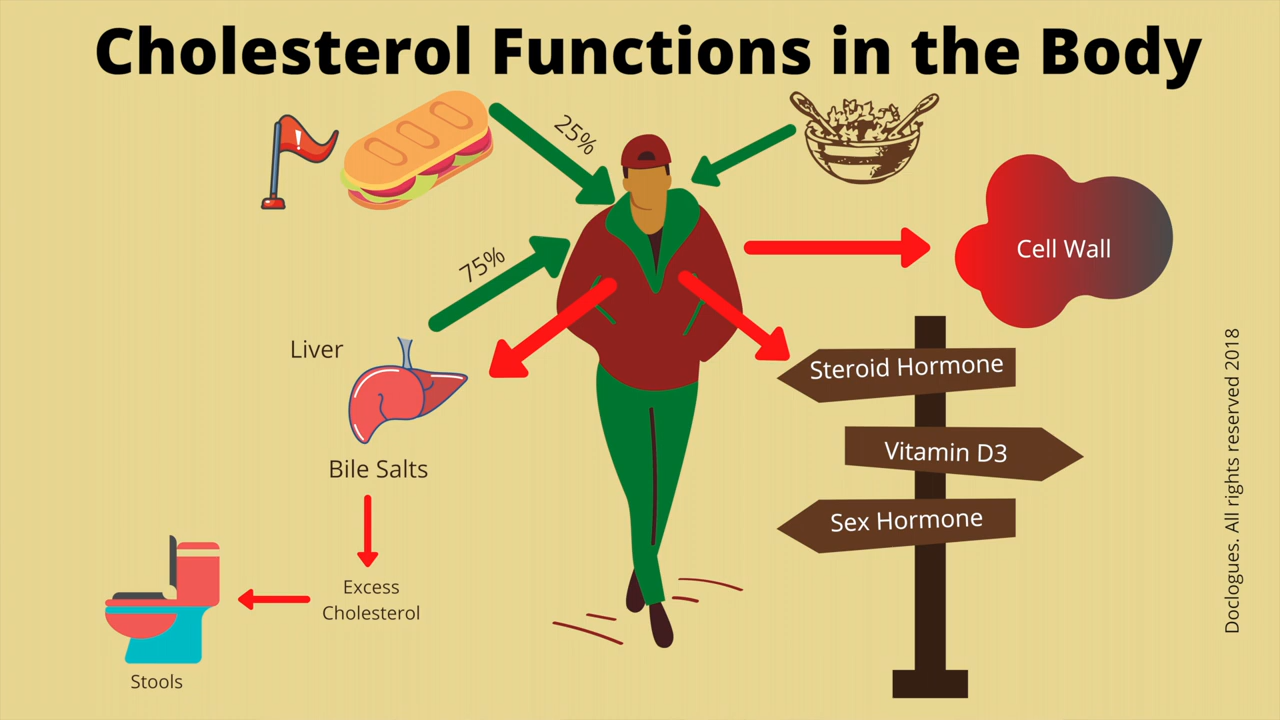 Cholesterol Functions in the Body
!
25%
75%
Cell Wall
Liver
Steroid Hormone
Vitamin D3
Sex Hormone
Bile Salts
Excess
Cholesterol
Stools
Doclogues. All rights reserved 2018